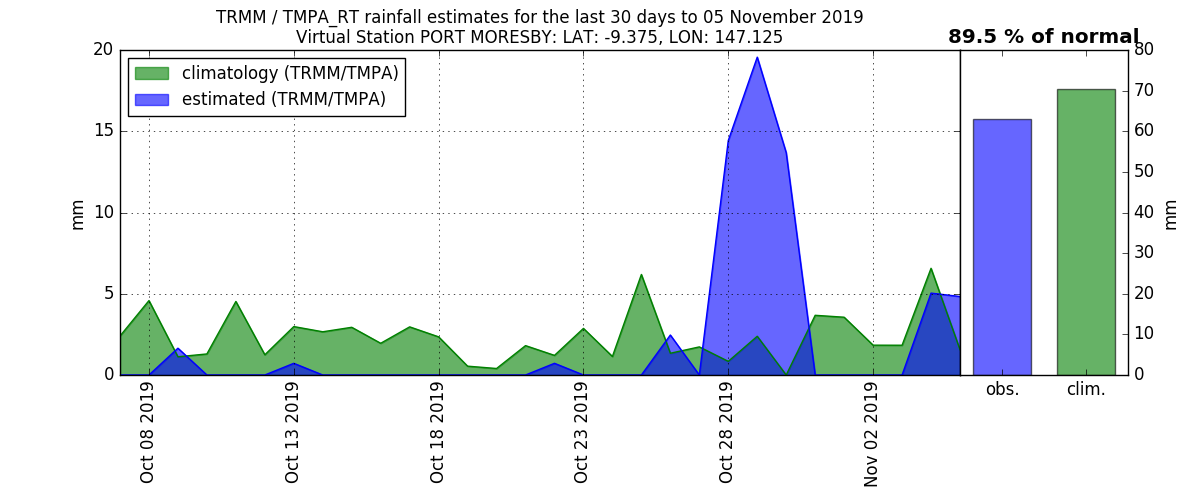 TRMM / TMPA_RT rainfall estimates for the last 30 days to 05 November 2019
Virtual Station PORT MORESBY: LAT: -9.375, LON: 147.125
89.5 % of normal
climatology (TRMM/TMPA)
estimated (TRMM/TMPA)
20
15
10
5
0
mm
Oct 08 2019
Oct 13 2019
Oct 18 2019
Oct 23 2019
Oct 28 2019
Nov 02 2019
80
70
60
50
40
30
20
10
0
mm
obs.
clim.